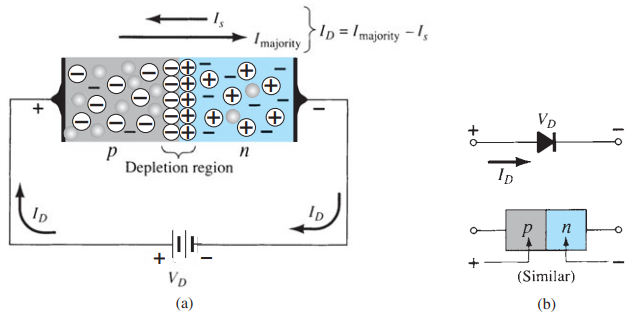 I_s
I_majority
I_D = I_majority − I_s
+
−
p
n
Depletion region
I_D
I_D
+
−
V_D
(a)
+
V_D
−
I_D
p
n
+
−
(Similar)
(b)